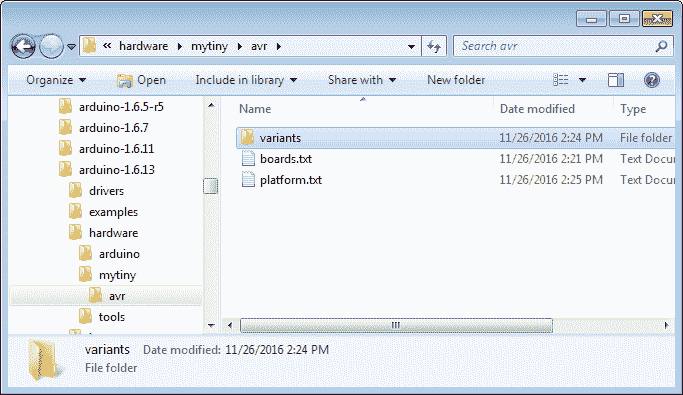 « hardware ▸ mytiny ▸ avr ▸
Search avr
Organize Open Include in library Share with New folder
arduino-1.6.5-r5
arduino-1.6.7
arduino-1.6.11
arduino-1.6.13
drivers
examples
hardware
arduino
mytiny
avr
tools
Name Date modified Type
variants 11/26/2016 2:24 PM File folder
boards.txt 11/26/2016 2:21 PM Text Docu
platform.txt 11/26/2016 2:25 PM Text Docu
variants Date modified: 11/26/2016 2:24 PM
File folder